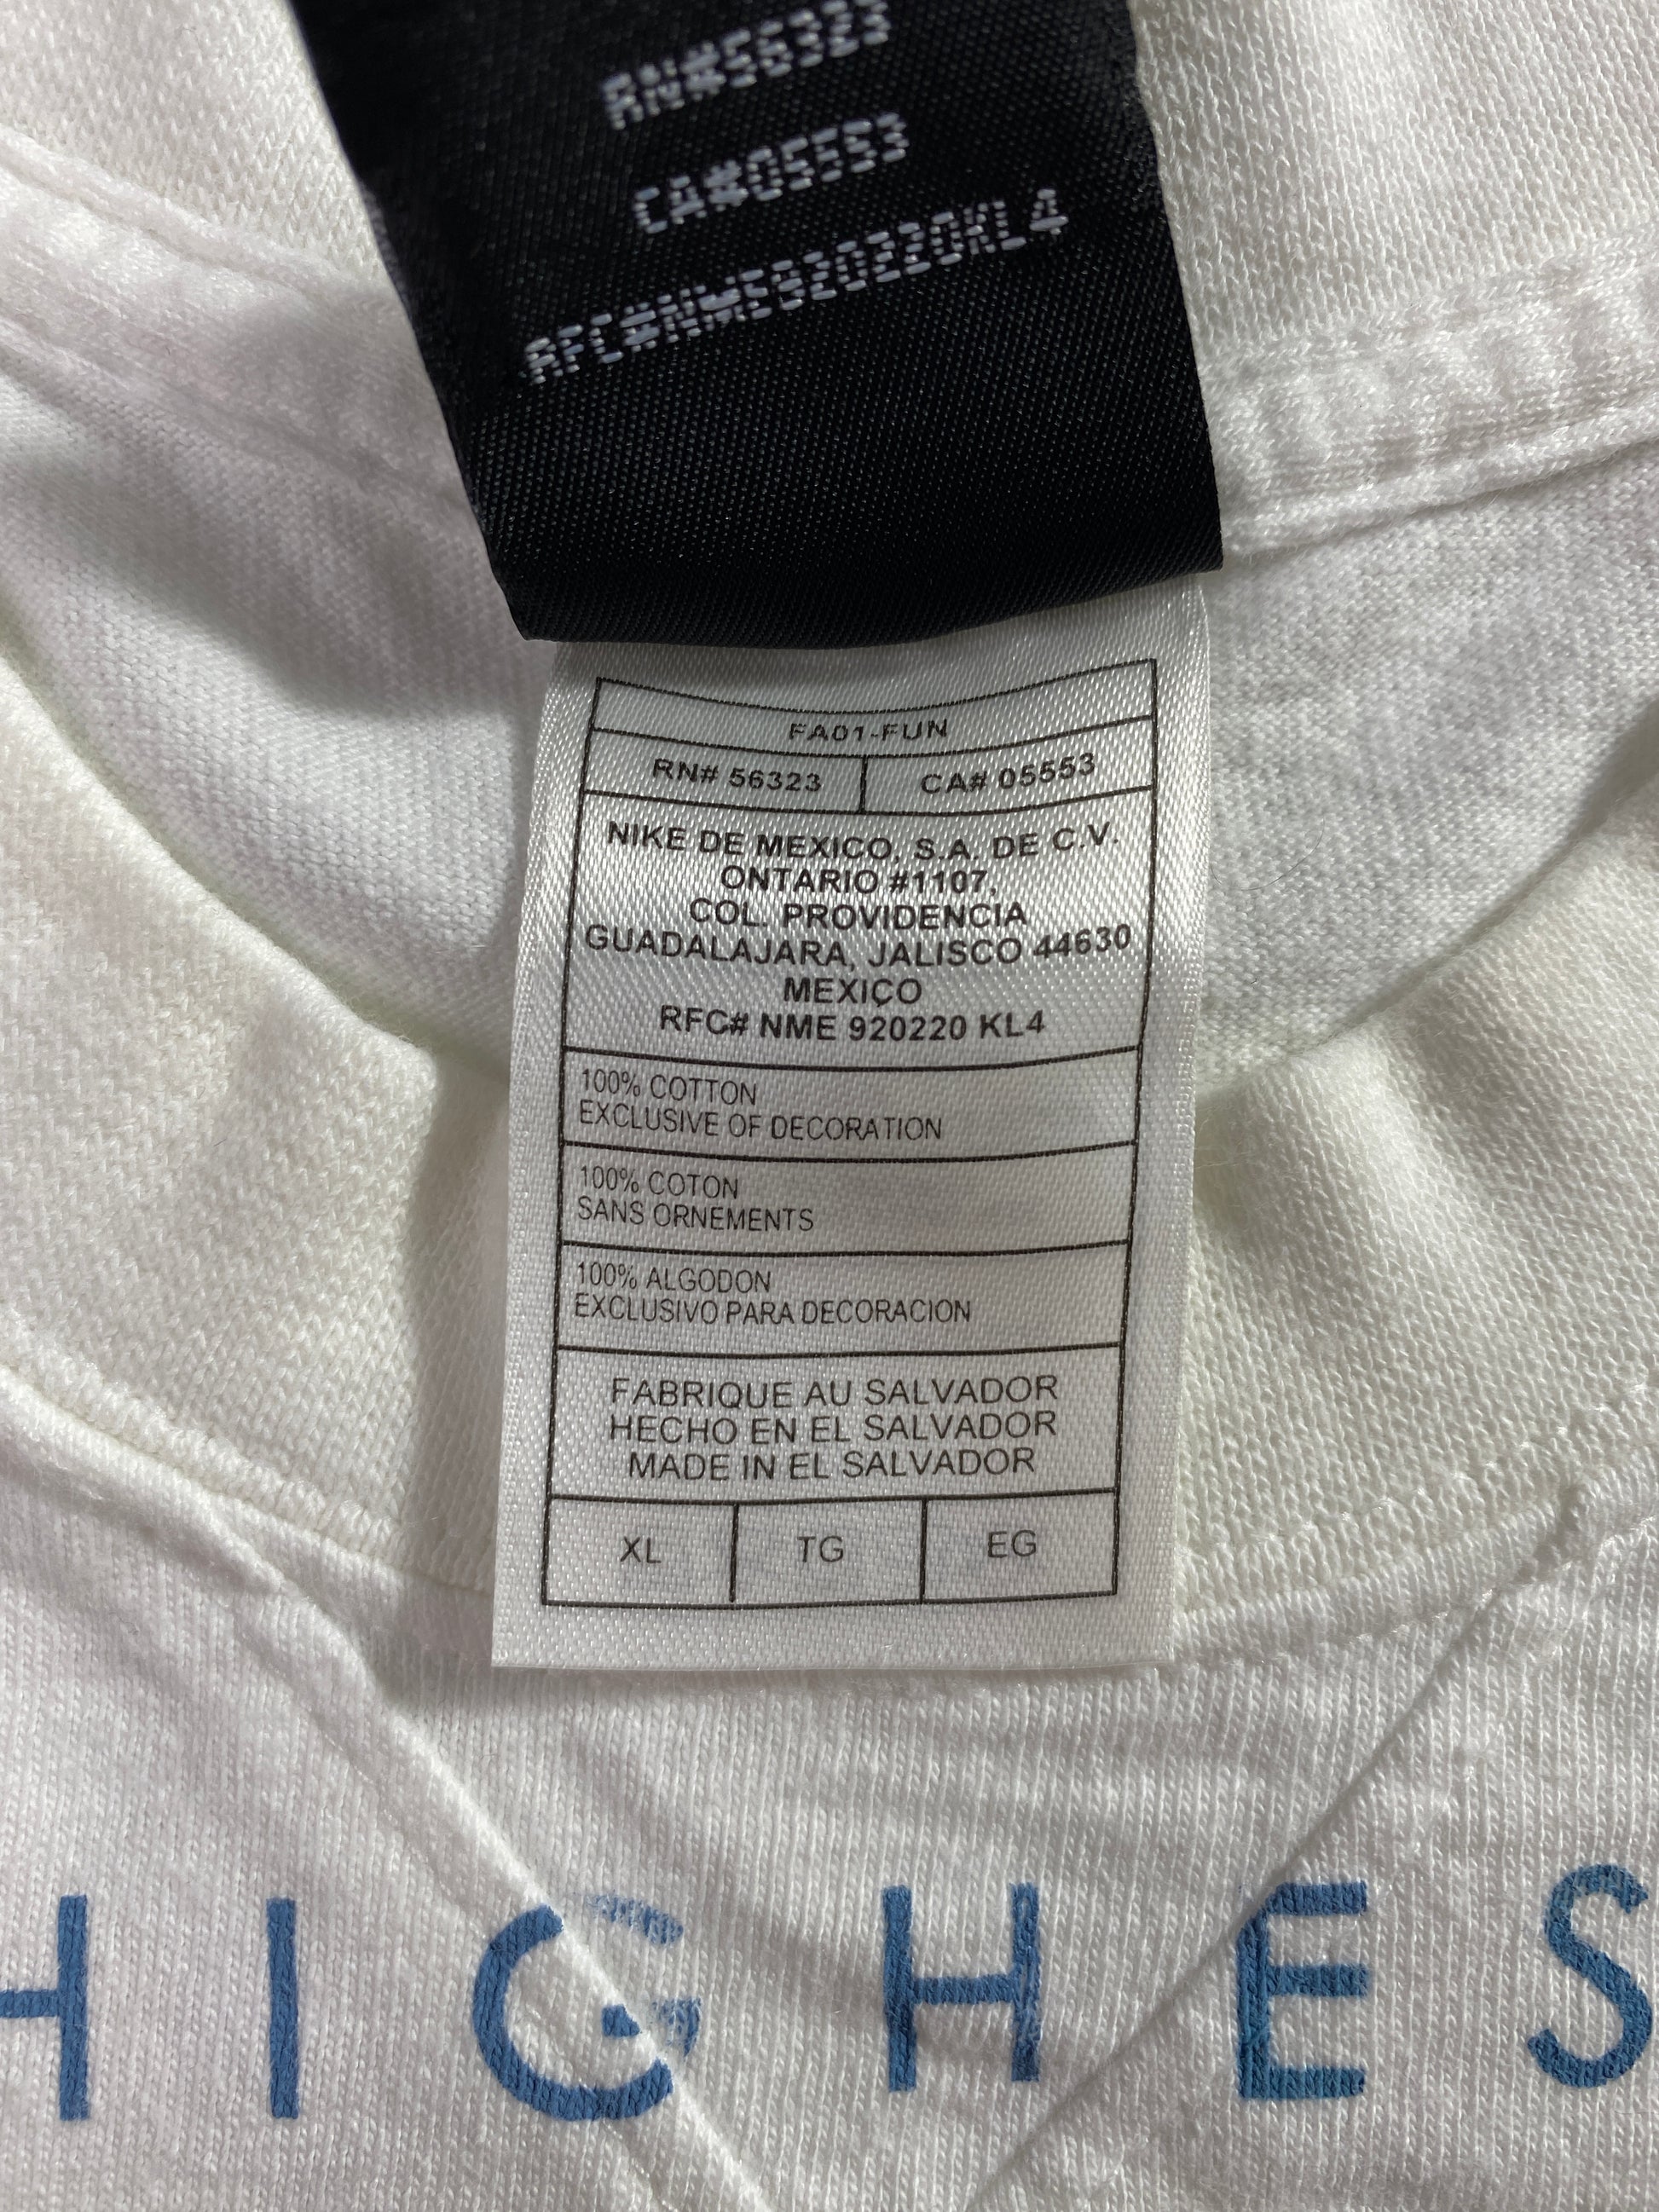 RN#56323
CA#05553
RFC#NME920220KL4
FA01-FUN
RN# 56323 CA# 05553
NIKE DE MEXICO, S.A. DE C.V.
ONTARIO #1107,
COL. PROVIDENCIA
GUADALAJARA, JALISCO 44630
MEXICO
RFC# NME 920220 KL4
100% COTTON
EXCLUSIVE OF DECORATION
100% COTON
SANS ORNEMENTS
100% ALGODON
EXCLUSIVO PARA DECORACION
FABRIQUE AU SALVADOR
HECHO EN EL SALVADOR
MADE IN EL SALVADOR
XL TG EG
HIGHES